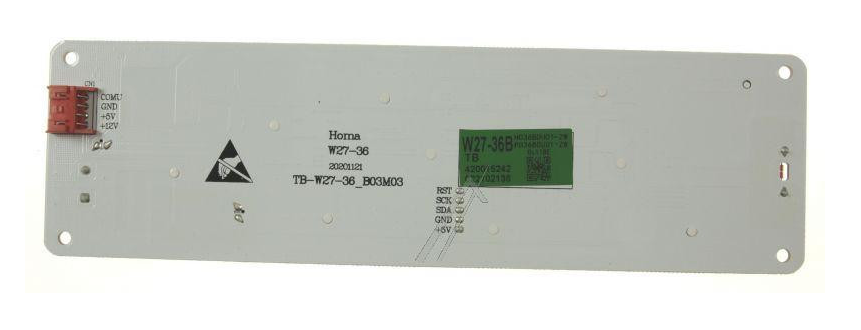 CN1
COMU
GND
+5V
+12V
Homa
W27-36
20201121
TB-W27-36_B03M03
W27-36B
TB
RST
SCK
SDA
GND
+5V